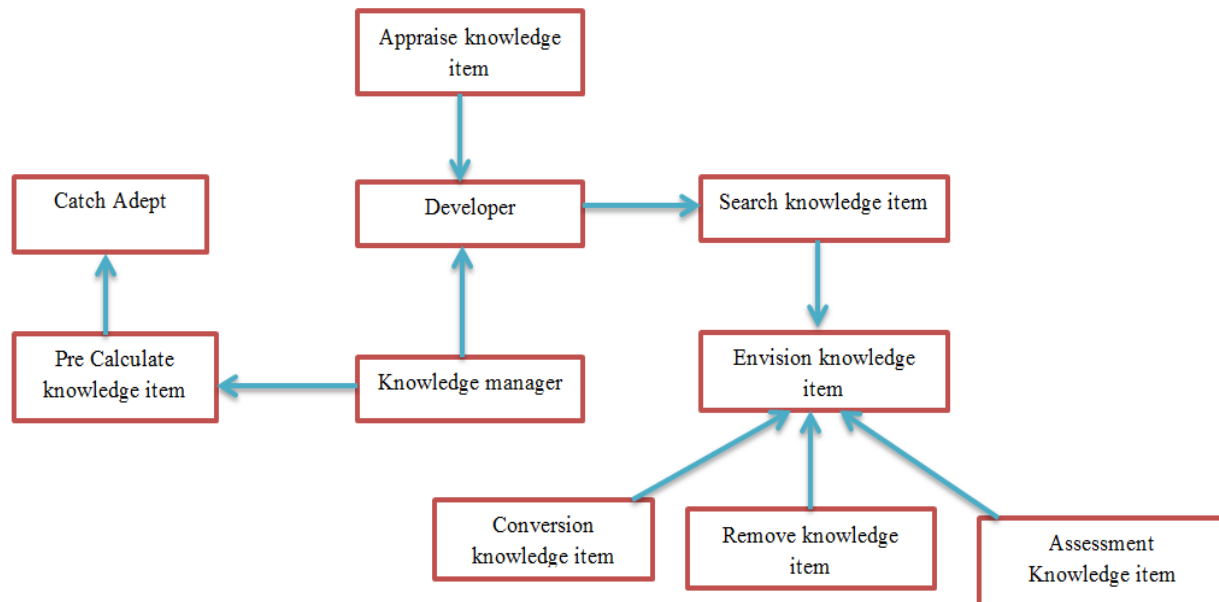 Appraise knowledge
item
Catch Adept
Developer
Search knowledge item
Pre Calculate
knowledge item
Knowledge manager
Envision knowledge
item
Conversion
knowledge item
Remove knowledge
item
Assessment
Knowledge item